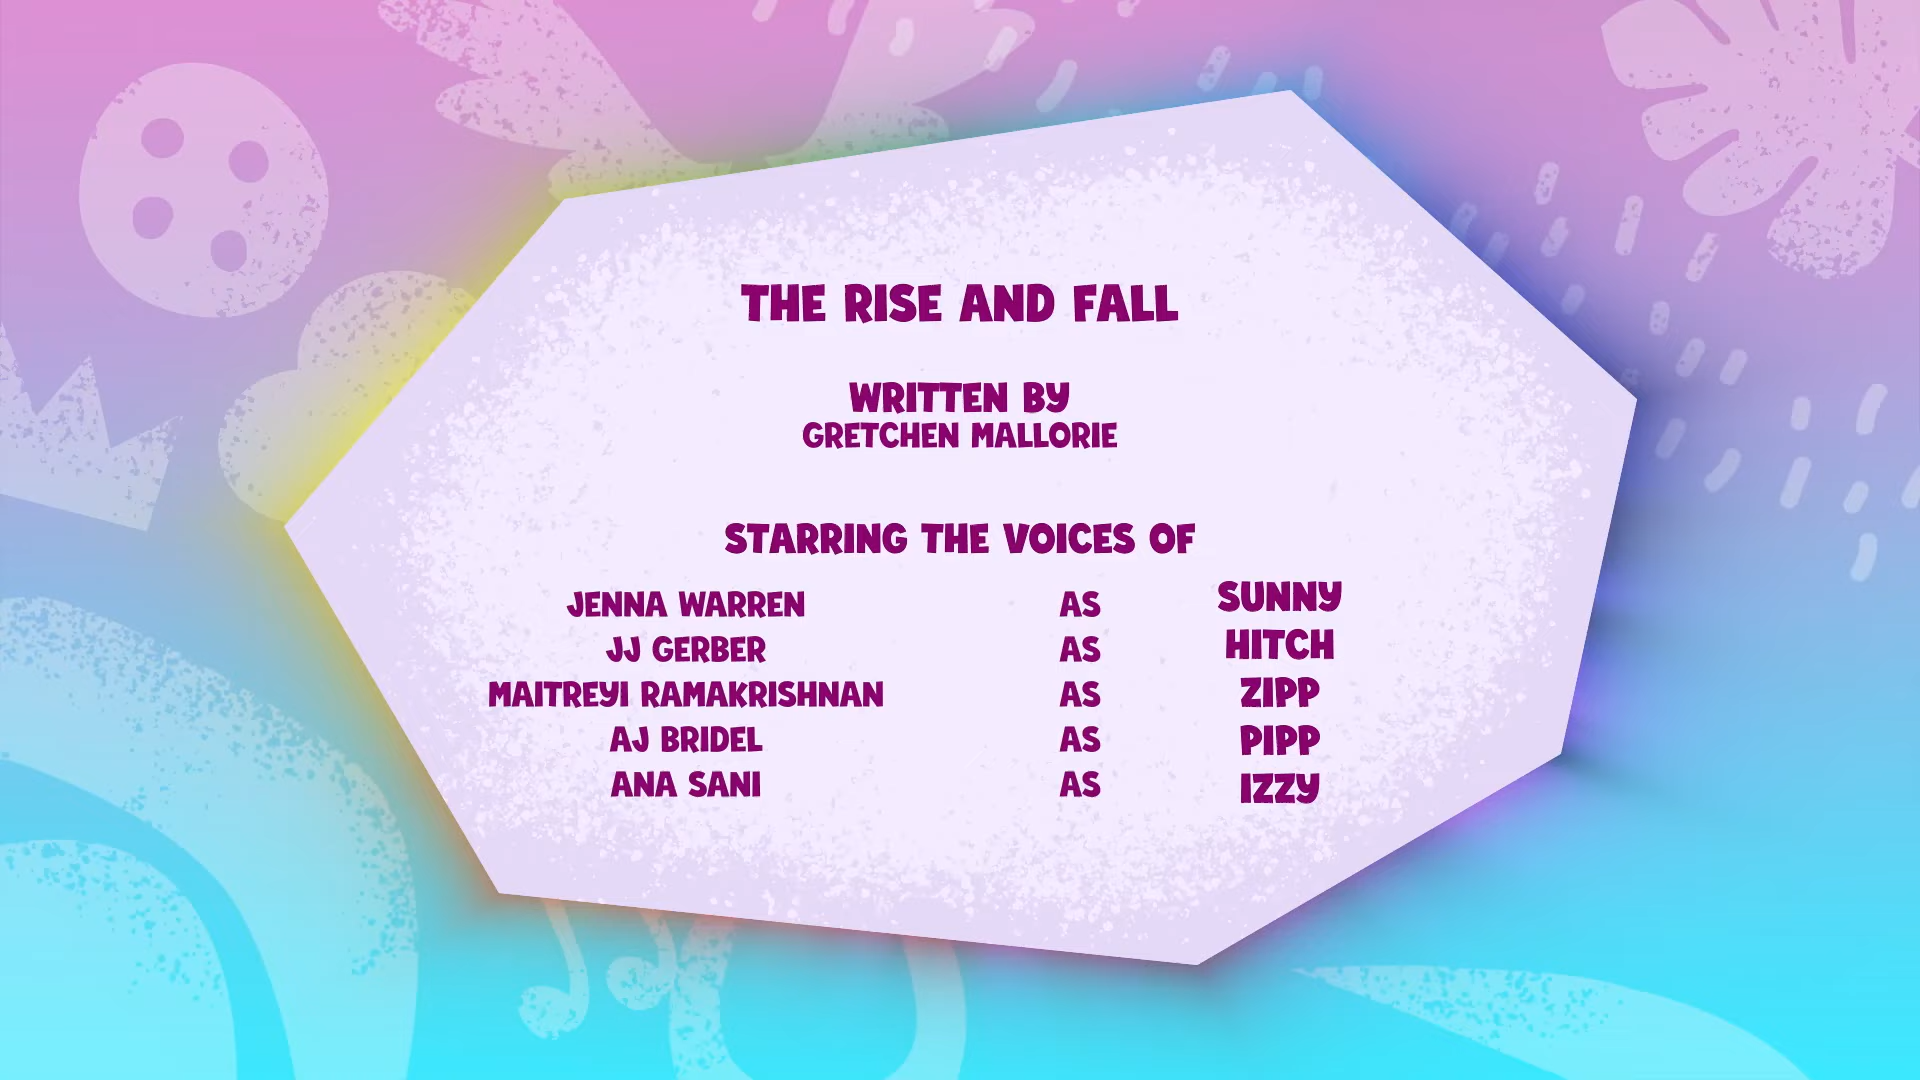 THE RISE AND FALL
WRITTEN BY
GRETCHEN MALLORIE
STARRING THE VOICES OF
JENNA WARREN AS SUNNY
JJ GERBER AS HITCH
MAITREYI RAMAKRISHNAN AS ZIPP
AJ BRIDEL AS PIPP
ANA SANI AS IZZY